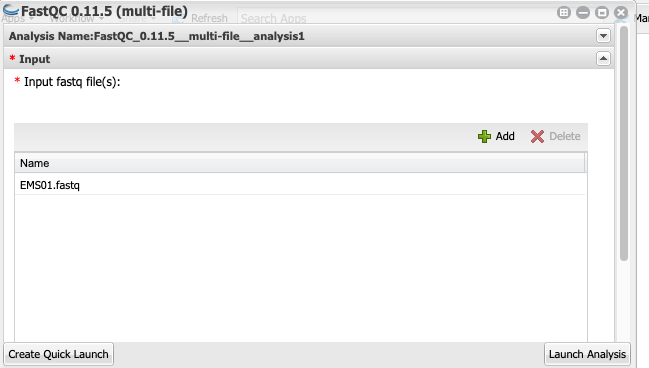 Apps Workflow Refresh Search Apps
FastQC 0.11.5 (multi-file)
Mar
Analysis Name:FastQC_0.11.5__multi-file__analysis1
* Input
* Input fastq file(s):
Add Delete
Name
EMS01.fastq
Create Quick Launch Launch Analysis